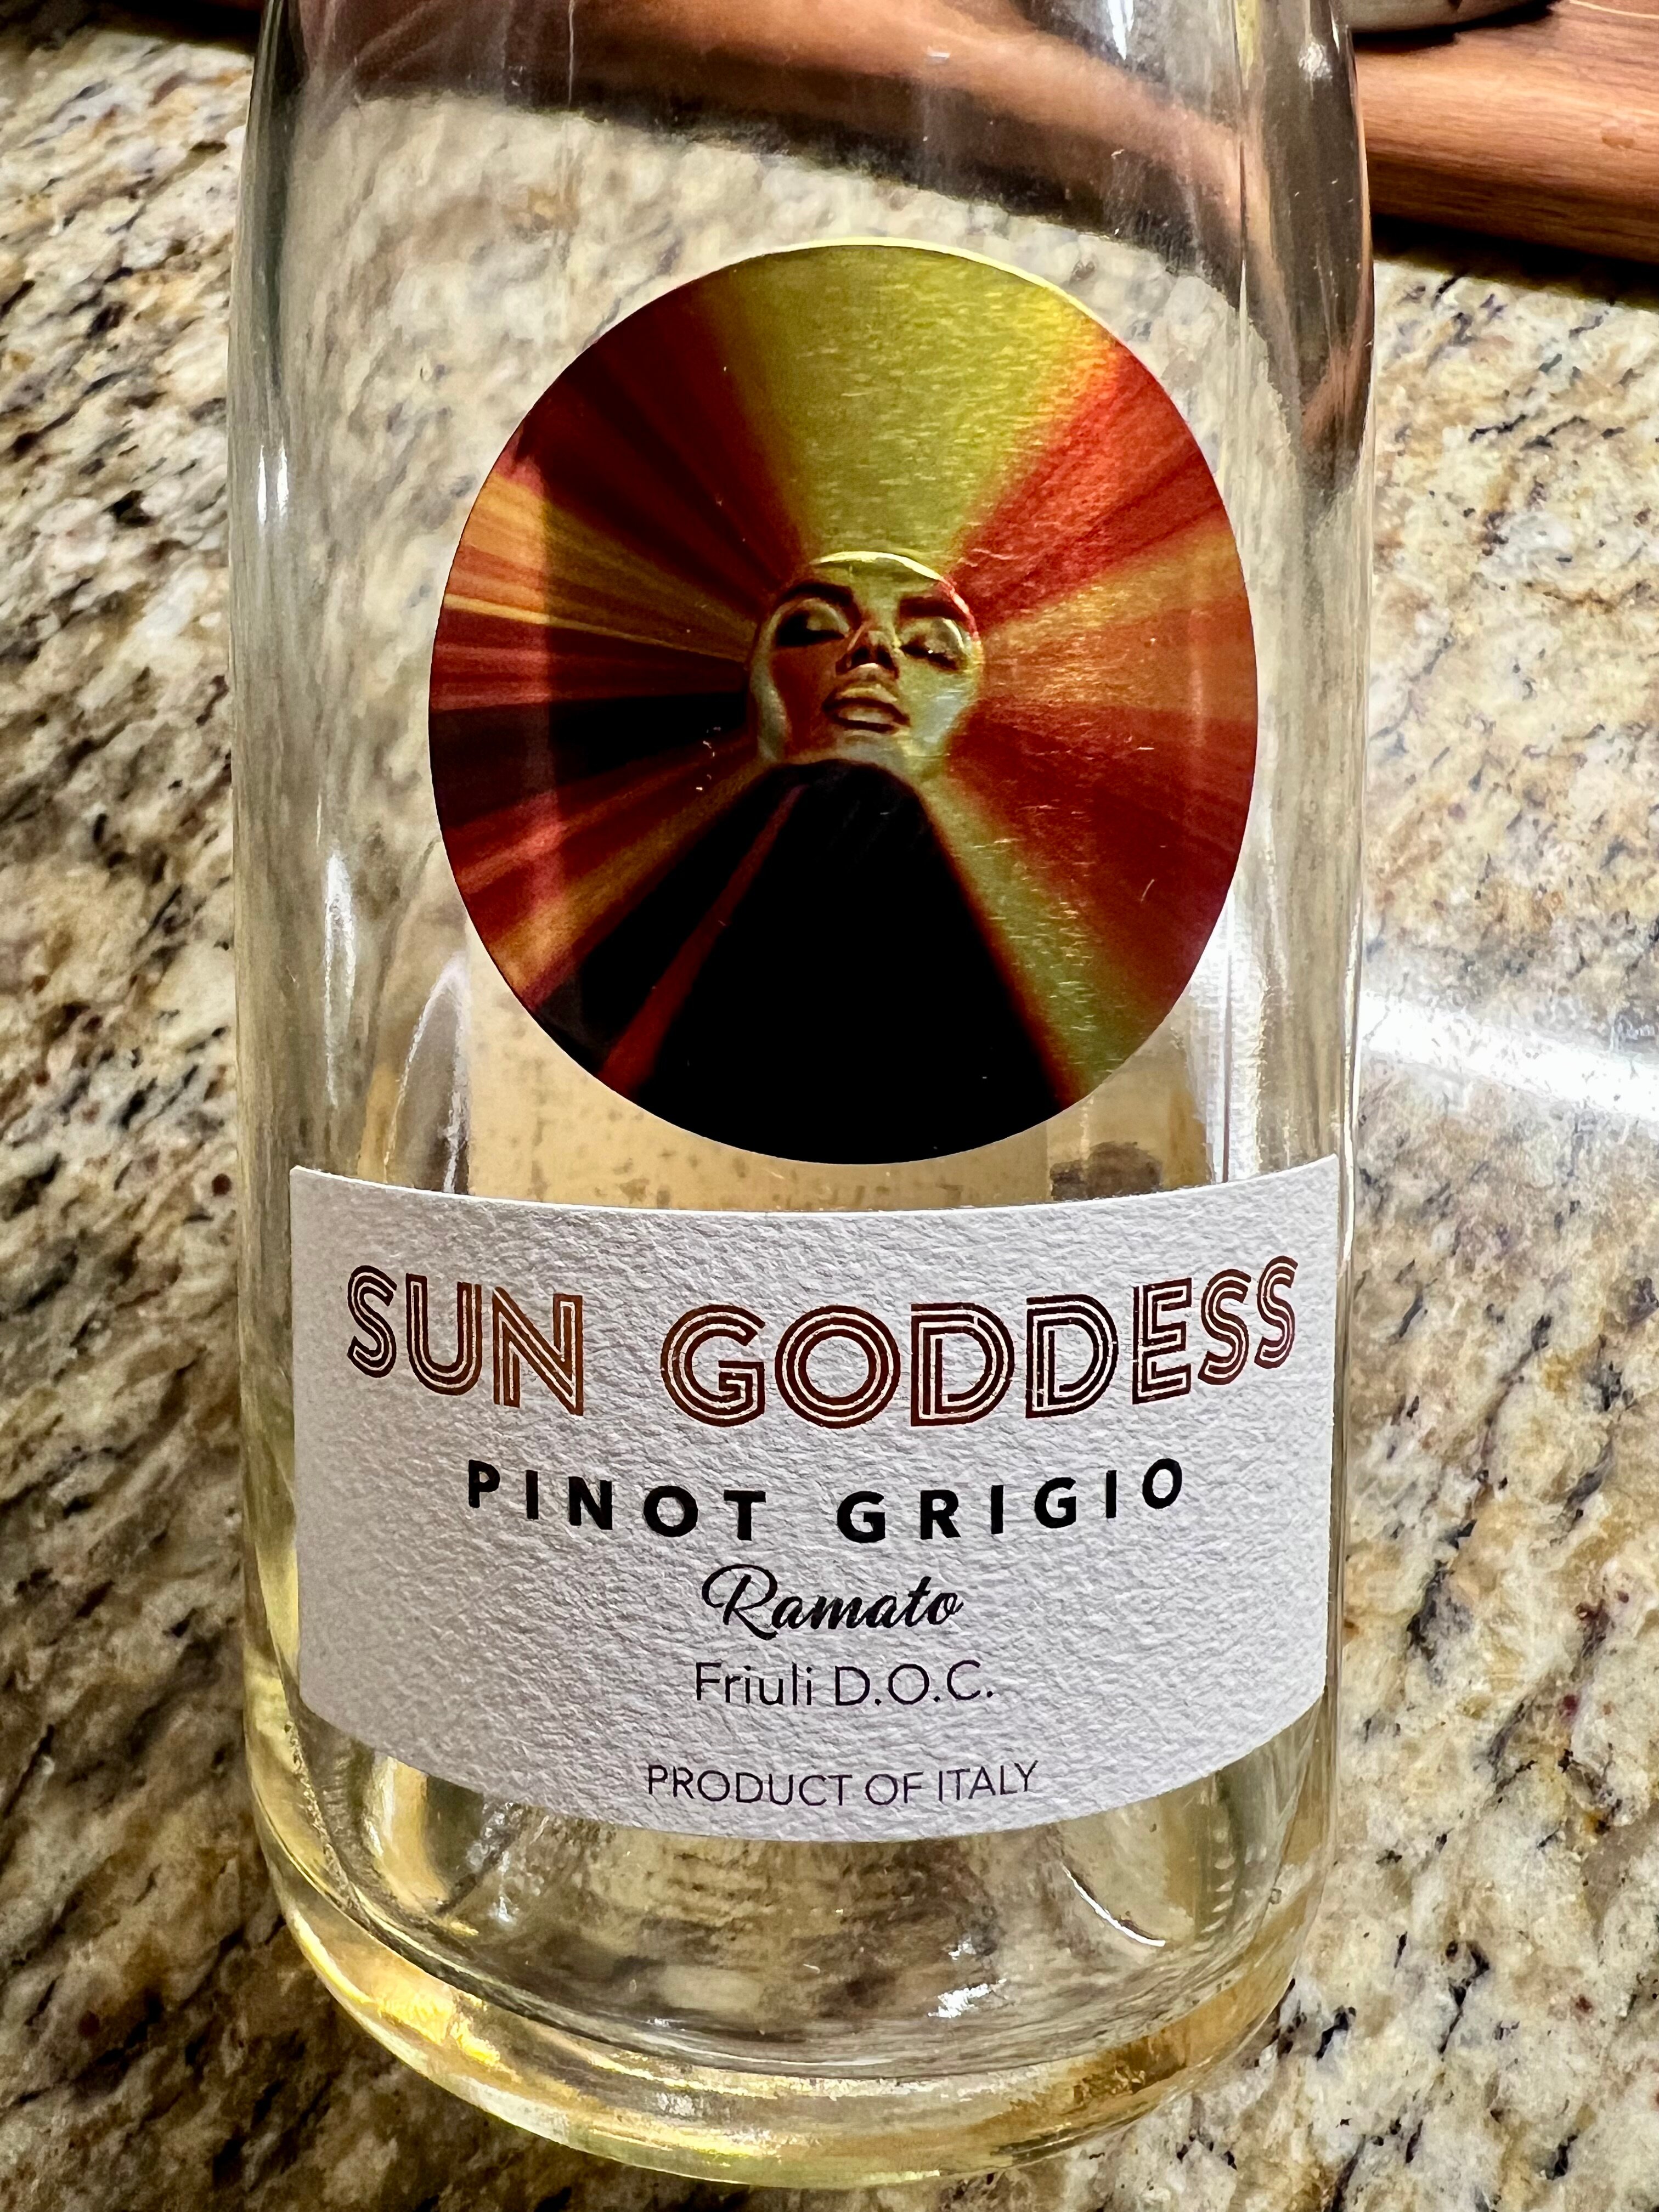 SUN GODDESS
PINOT GRIGIO
Ramato
Friuli D.O.C.
PRODUCT OF ITALY